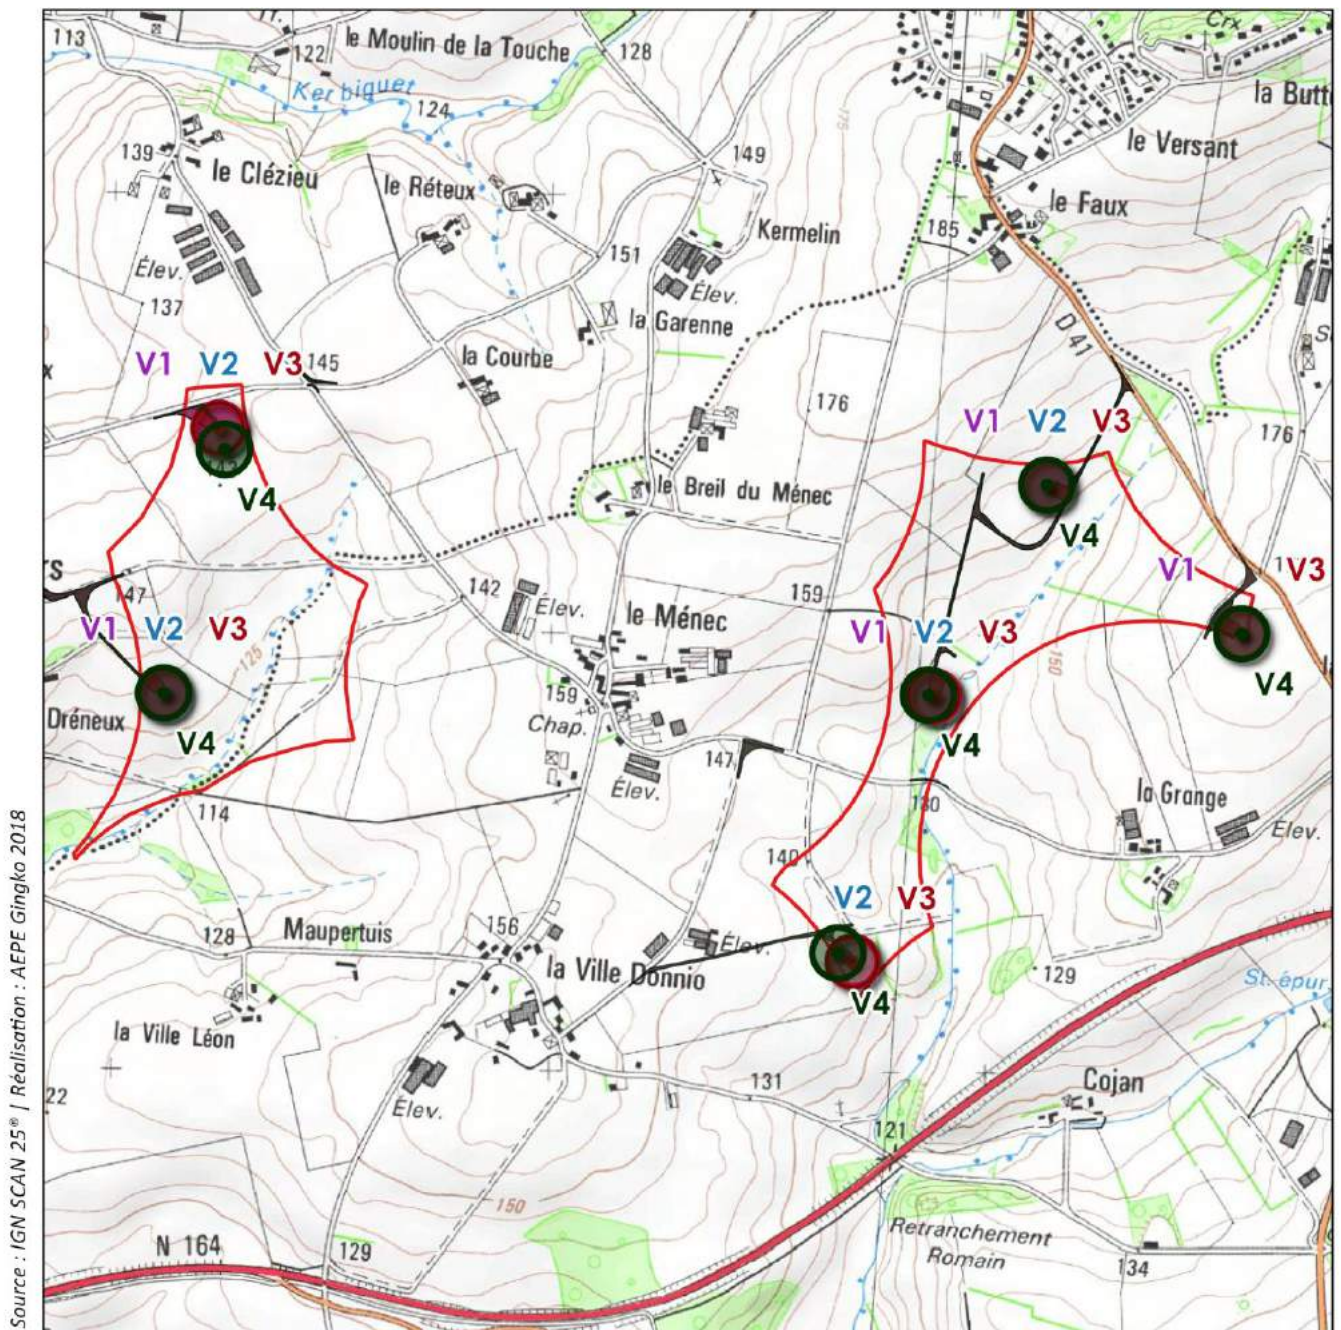 113
122
le Moulin de la Touche
128
Crx
Ker biguet
124
175
la Butt
139
le Clézieu
le Réteux
149
le Versant
le Faux
Kermelin
185
151
Élev.
137
Élev.
la Garenne
D 41
V1 V2 V3
145
la Courbe
176
V1 V2 V3
176
V4
le Breil du Ménec
V4
TS
147
142
Élev.
159
V1
V3
V1 V2 V3
le Ménec
V1 V2 V3
125
150
159
V4
Dréneux
Chap.
V4
V4
147
114
Élev.
130
la Grange
Élev.
140
V2 V3
Maupertuis
156
128
Élev.
la Ville Donnio
129
V4
St. épur.
la Ville Léon
131
Cojan
22
Élev.
121
150
Retranchement
Romain
N 164
129
134
Source : IGN SCAN 25® | Réalisation : AEPE Gingko 2018